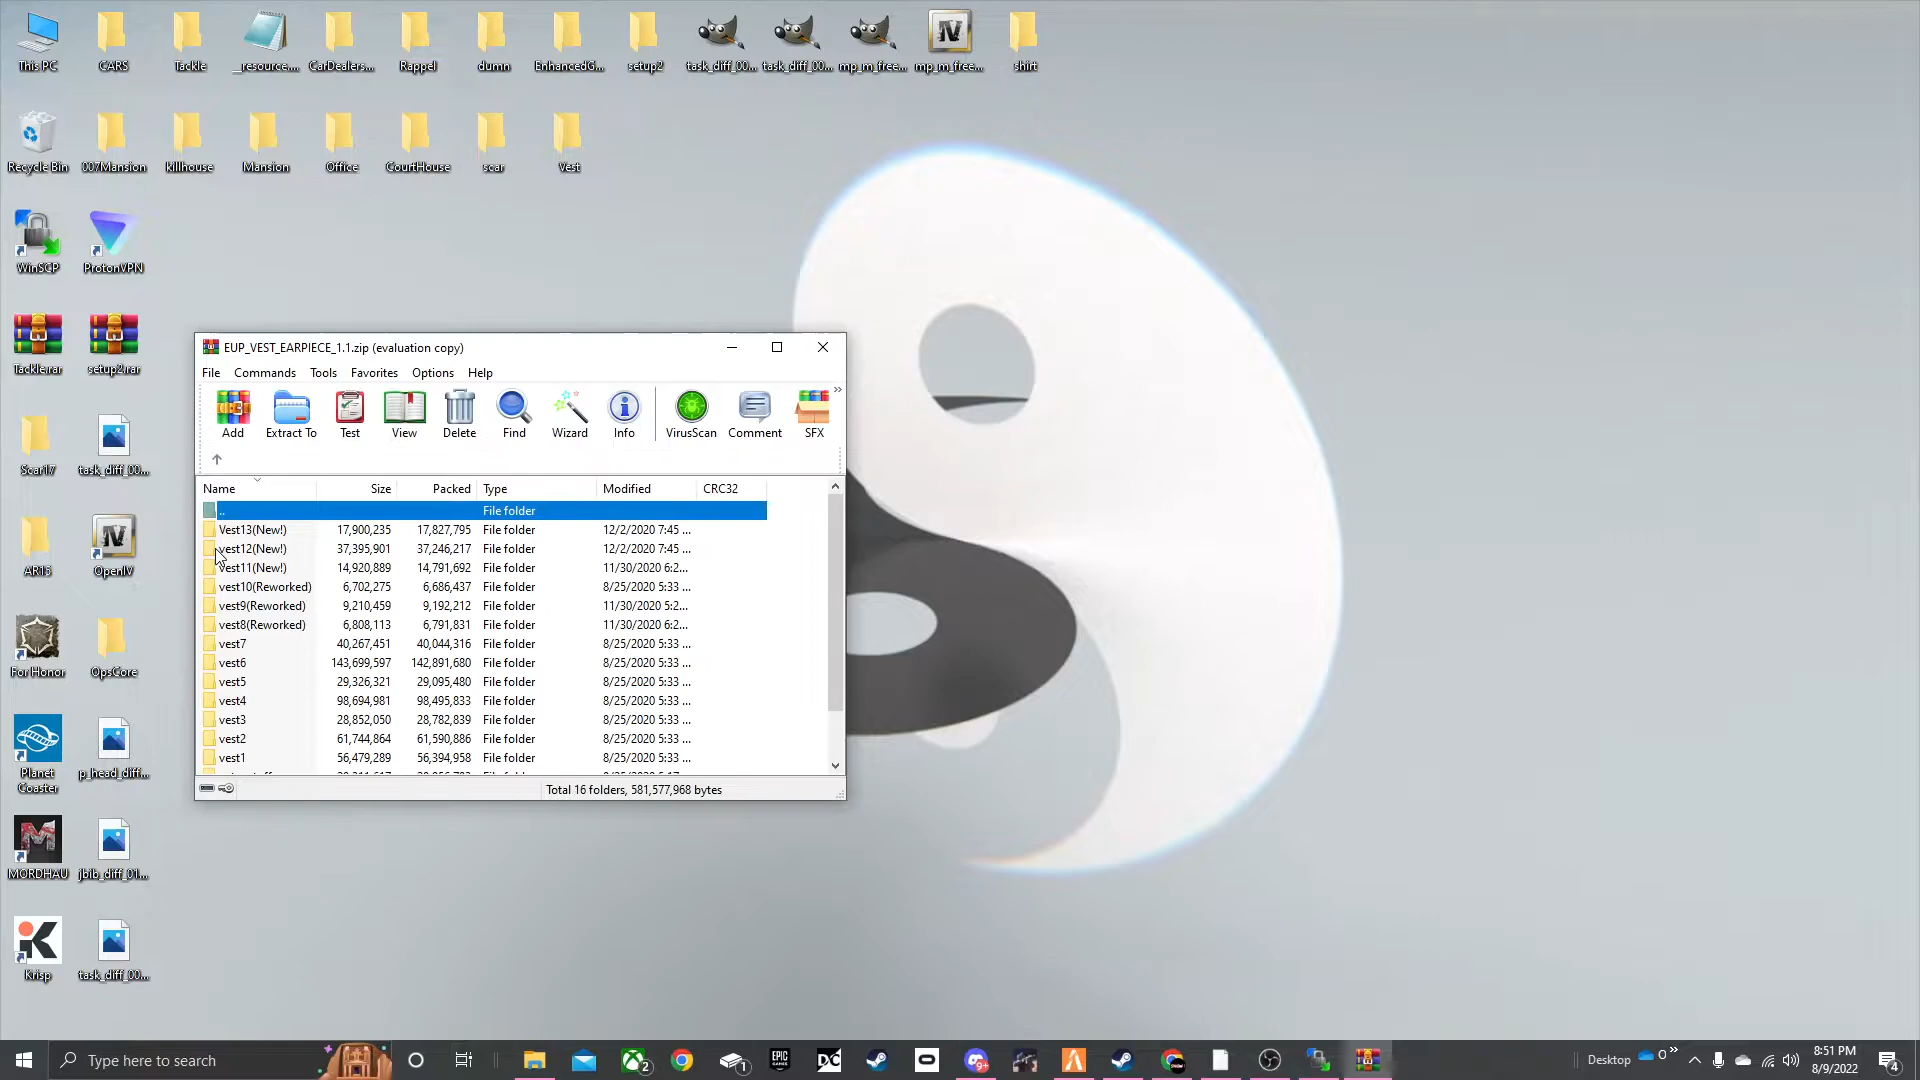 This PC
CARS
Tackle
__resource....
CarDealers...
Rappel
dumn
EnhancedG...
setup2
task_diff_00...
task_diff_00...
mp_m_free...
mp_m_free...
shirt
Recycle Bin
007Mansion
killhouse
Mansion
Office
CourtHouse
scar
Vest
WinSCP
ProtonVPN
Tackle.rar
setup2.rar
Scar17
task_diff_00...
AR15
OpenIV
For Honor
OpsCore
Planet
Coaster
p_head_diff...
MORDHAU
jbib_diff_01...
Krisp
task_diff_00...
EUP_VEST_EARPIECE_1.1.zip (evaluation copy)
File Commands Tools Favorites Options Help
Add Extract To Test View Delete Find Wizard Info VirusScan Comment SFX
Name Size Packed Type Modified CRC32
.. File folder
Vest13(New!) 17,900,235 17,827,795 File folder 12/2/2020 7:45 ...
vest12(New!) 37,395,901 37,246,217 File folder 12/2/2020 7:45 ...
vest11(New!) 14,920,889 14,791,692 File folder 11/30/2020 6:2...
vest10(Reworked) 6,702,275 6,686,437 File folder 8/25/2020 5:33 ...
vest9(Reworked) 9,210,459 9,192,212 File folder 11/30/2020 5:2...
vest8(Reworked) 6,808,113 6,791,831 File folder 11/30/2020 6:2...
vest7 40,267,451 40,044,316 File folder 8/25/2020 5:33 ...
vest6 143,699,597 142,891,680 File folder 8/25/2020 5:33 ...
vest5 29,326,321 29,095,480 File folder 8/25/2020 5:33 ...
vest4 98,694,981 98,495,833 File folder 8/25/2020 5:33 ...
vest3 28,852,050 28,782,839 File folder 8/25/2020 5:33 ...
vest2 61,744,864 61,590,886 File folder 8/25/2020 5:33 ...
vest1 56,479,289 56,394,958 File folder 8/25/2020 5:33 ...
Total 16 folders, 581,577,968 bytes
Type here to search
Desktop
8:51 PM
8/9/2022